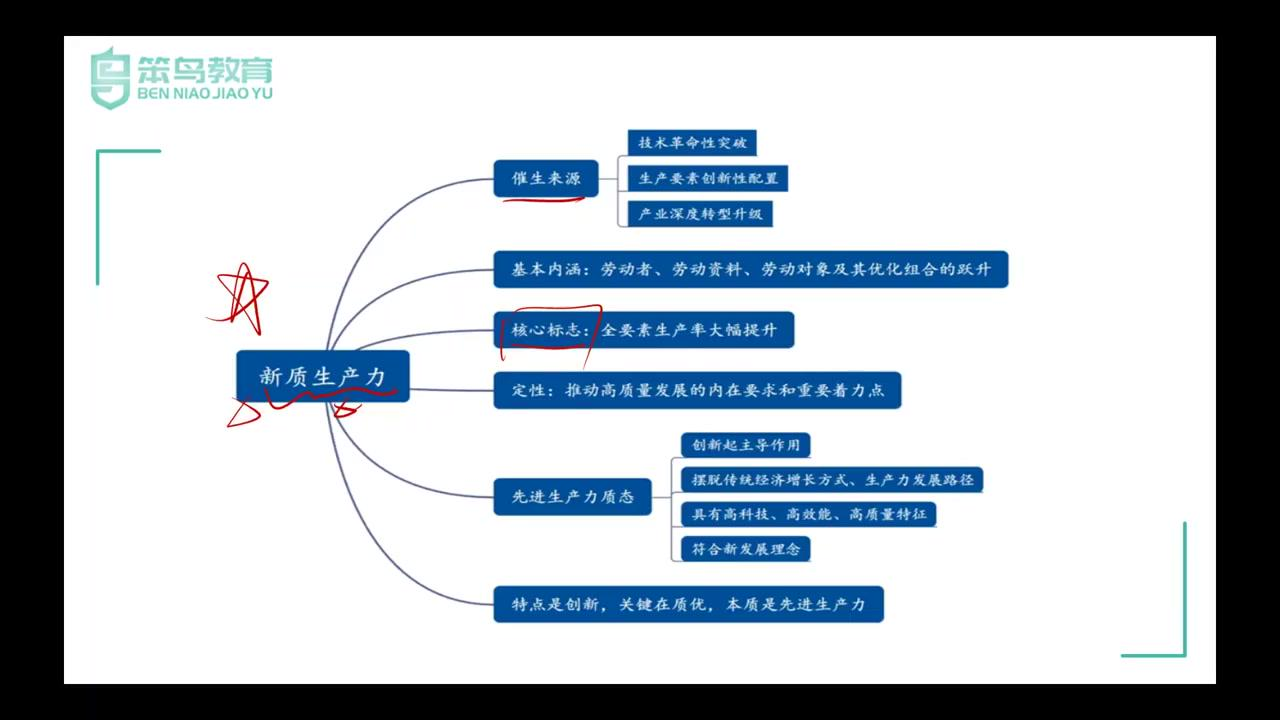 笨鸟教育
BEN NIAO JIAO YU
技术革命性突破
催生来源
生产要素创新性配置
产业深度转型升级
基本内涵：劳动者、劳动资料、劳动对象及其优化组合的跃升
核心标志：全要素生产率大幅提升
新质生产力
定性：推动高质量发展的内在要求和重要着力点
创新起主导作用
摆脱传统经济增长方式、生产力发展路径
先进生产力质态
具有高科技、高效能、高质量特征
符合新发展理念
特点是创新，关键在质优，本质是先进生产力